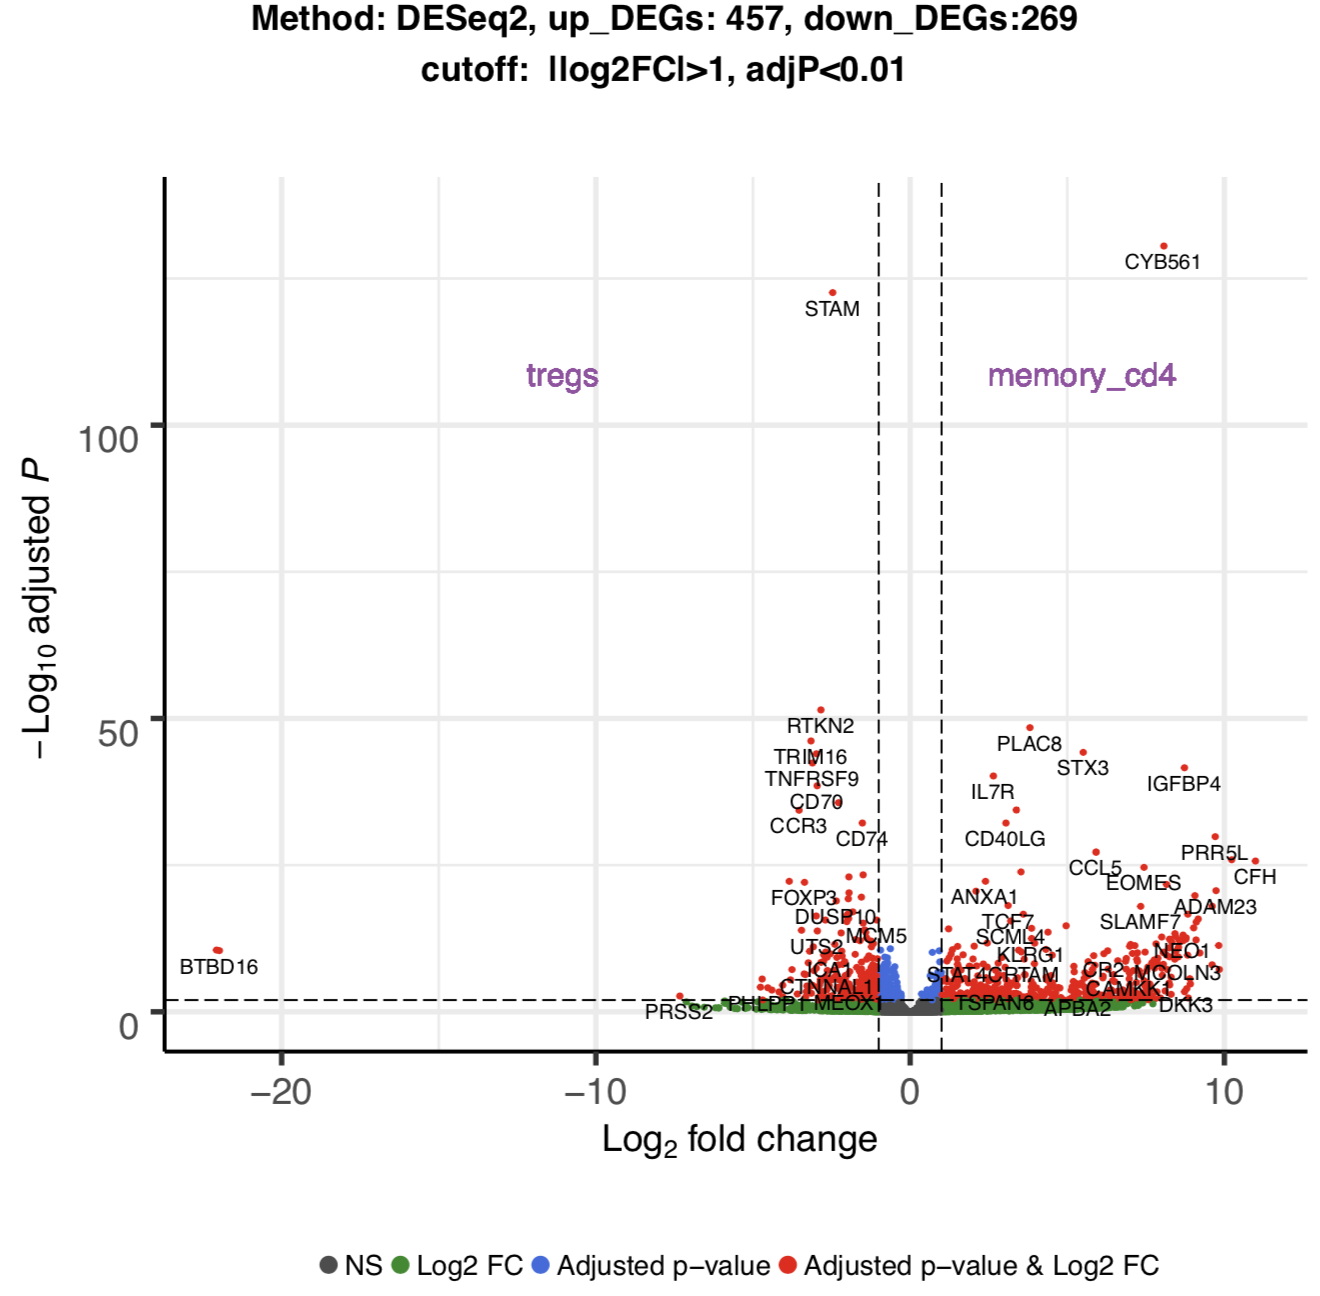 Method: DESeq2, up_DEGs: 457, down_DEGs:269
cutoff: |log2FC|>1, adjP<0.01
CYB561
STAM
tregs
memory_cd4
100
−Log10 adjusted P
50
RTKN2
PLAC8
TRIM16
STX3
TNFRSF9
IGFBP4
IL7R
CD70
CCR3
CD74
CD40LG
PRR5L
CCL5
CFH
EOMES
FOXP3
ANXA1
ADAM23
DUSP10
TCF7
SLAMF7
MCM5
SCML4
UTS2
KLRG1
NEO1
BTBD16
ICA1
STAT4
CRTAM
CR2
MCOLN3
CTNNAL1
CAMKK1
PHLPP1
MEOX1
TSPAN6
APBA2
DKK3
PRSS2
0
−20
−10
0
10
Log2 fold change
NS
Log2 FC
Adjusted p−value
Adjusted p−value & Log2 FC